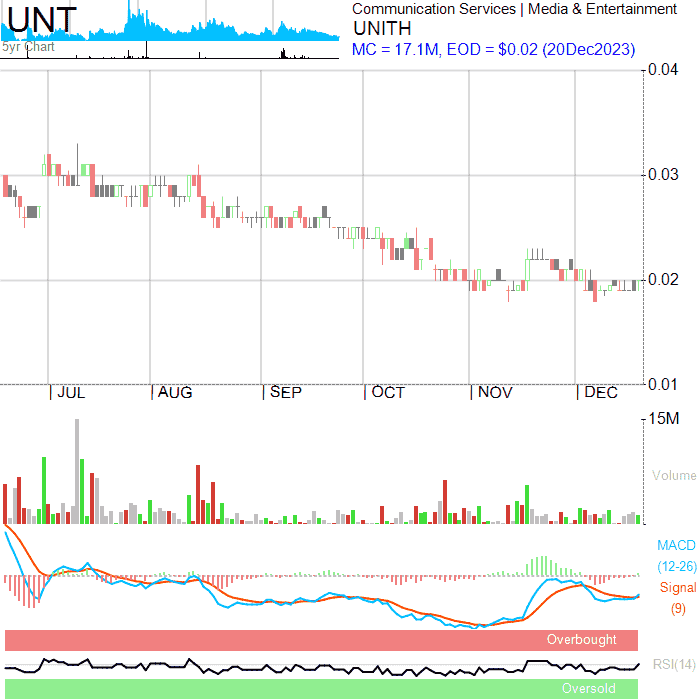 UNT
5yr Chart
Communication Services | Media & Entertainment
UNITH
MC = 17.1M, EOD = $0.02 (20Dec2023)
0.04
0.03
0.02
0.01
JUL AUG SEP OCT NOV DEC
15M
Volume
MACD
(12-26)
Signal
(9)
Overbought
RSI(14)
Oversold